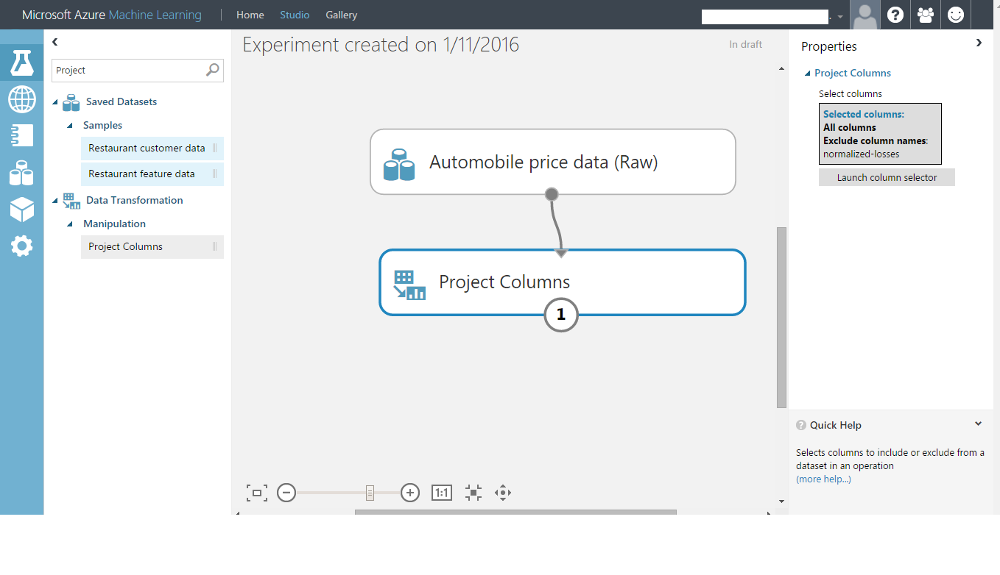 Microsoft Azure Machine Learning
Home
Studio
Gallery
?
Project
Saved Datasets
Samples
Restaurant customer data
Restaurant feature data
Data Transformation
Manipulation
Project Columns
Experiment created on 1/11/2016
In draft
Automobile price data (Raw)
Project Columns
1
1:1
Properties
Project Columns
Select columns
Selected columns:
All columns
Exclude column names:
normalized-losses
Launch column selector
? Quick Help
Selects columns to include or exclude from a
dataset in an operation
(more help...)